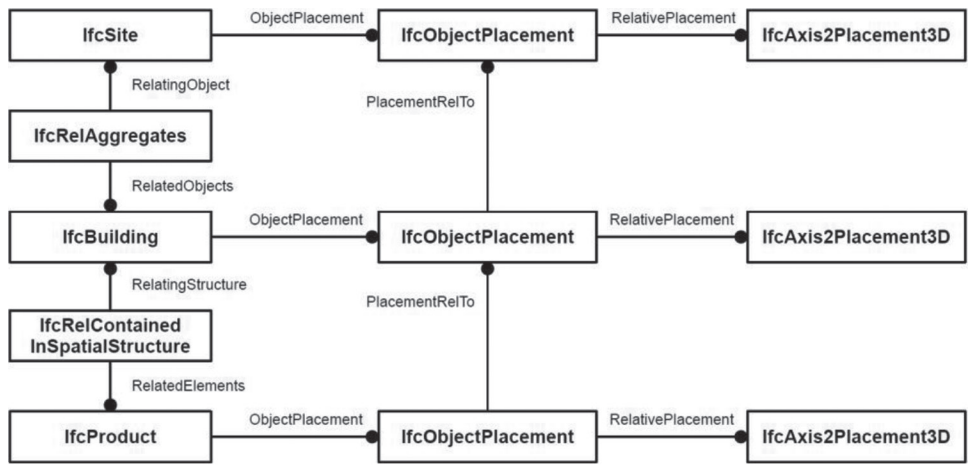 ObjectPlacement
RelativePlacement
IfcSite
IfcObjectPlacement
IfcAxis2Placement3D
RelatingObject
PlacementRelTo
IfcRelAggregates
RelatedObjects
ObjectPlacement
RelativePlacement
IfcBuilding
IfcObjectPlacement
IfcAxis2Placement3D
RelatingStructure
PlacementRelTo
IfcRelContained
InSpatialStructure
RelatedElements
ObjectPlacement
RelativePlacement
IfcProduct
IfcObjectPlacement
IfcAxis2Placement3D